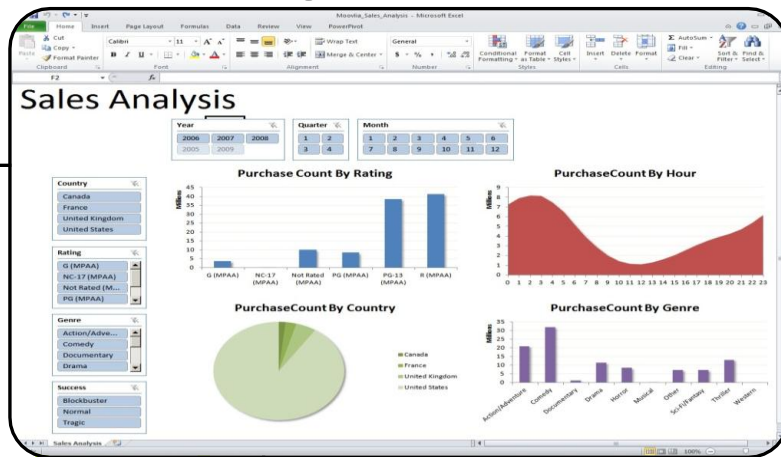 Moovlia_Sales_Analysis - Microsoft Excel
File Home Insert Page Layout Formulas Data Review View PowerPivot
Paste Cut Calibri 11 Wrap Text General Conditional Formatting Format as Table Cell Styles Insert Delete Format AutoSum Sort & Filter Find & Select
Copy Fill
Format Painter B I U Merge & Center $ % , Clear
Clipboard Font Alignment Number Styles Cells Editing
F2 fx
Sales Analysis
Year Quarter Month
2006 2007 2008 1 2 1 2 3 4 5 6
2005 2009 3 4 7 8 9 10 11 12
Country
Canada
France
United Kingdom
United States
Rating
G (MPAA)
NC-17 (MPAA)
Not Rated (M...
PG (MPAA)
Genre
Action/Adve...
Comedy
Documentary
Drama
Success
Blockbuster
Normal
Tragic
Purchase Count By Rating
Millions
45
40
35
30
25
20
15
10
5
0
G (MPAA) NC-17 (MPAA) Not Rated (MPAA) PG (MPAA) PG-13 (MPAA) R (MPAA)
PurchaseCount By Hour
Millions
9
8
7
6
5
4
3
2
1
0
0 1 2 3 4 5 6 7 8 9 10 11 12 13 14 15 16 17 18 19 20 21 22 23
PurchaseCount By Country
Canada
France
United Kingdom
United States
PurchaseCount By Genre
Millions
35
30
25
20
15
10
5
0
Action/Adventure Comedy Documentary Drama Horror Musical Other Sci-Fi/Fantasy Thriller Western
Sales Analysis
100%